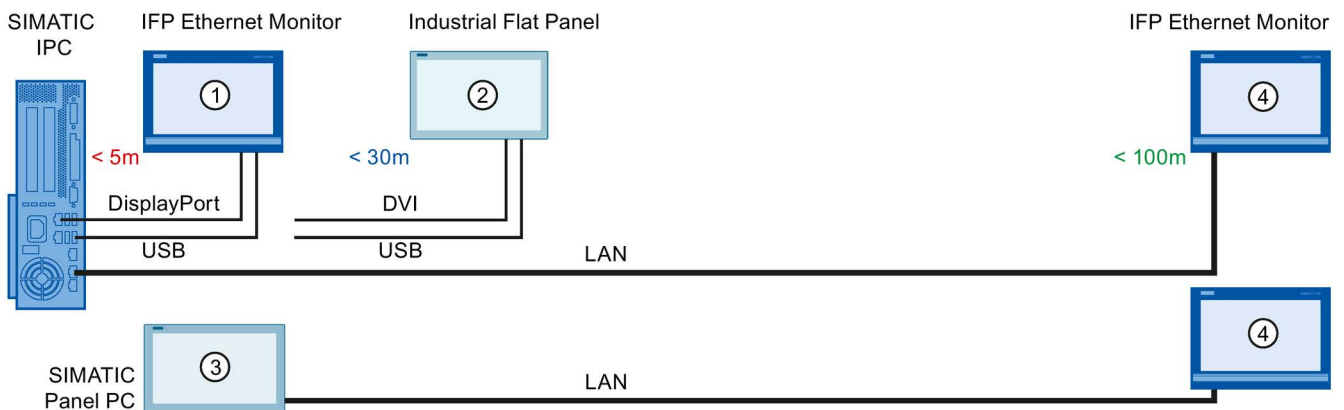 SIMATIC
IPC
IFP Ethernet Monitor
Industrial Flat Panel
IFP Ethernet Monitor
1
2
4
< 5m
< 30m
< 100m
DisplayPort
DVI
USB
USB
LAN
4
3
SIMATIC
Panel PC
LAN